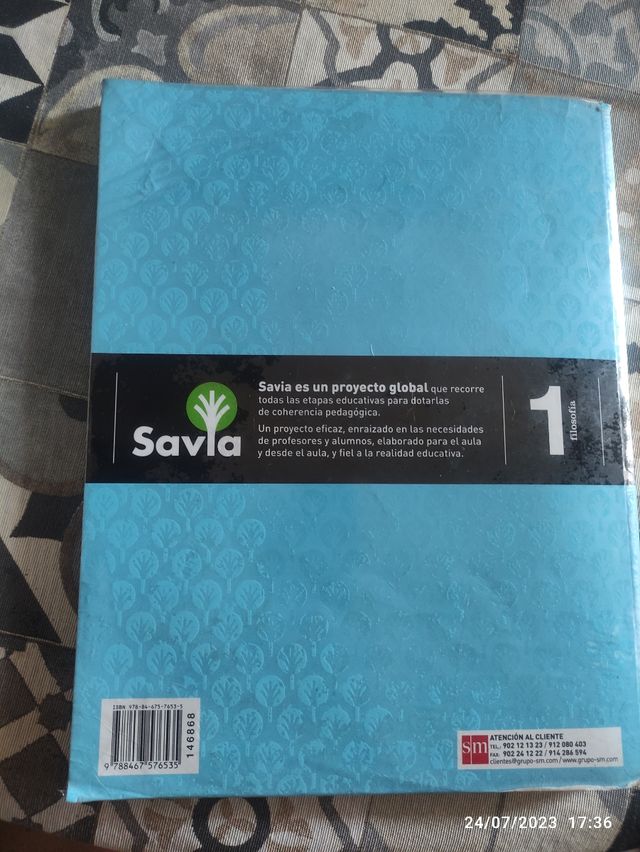 Savia
Savia es un proyecto global que recorre
todas las etapas educativas para dotarlas
de coherencia pedagógica.
Un proyecto eficaz, enraizado en las necesidades
de profesores y alumnos, elaborado para el aula
y desde el aula, y fiel a la realidad educativa.
1
filosofía
ISBN 978-84-675-7653-5
146868
9 788467 576535
sm
ATENCIÓN AL CLIENTE
TEL.: 902 12 13 23 / 912 080 403
FAX: 902 24 12 22 / 914 286 594
clientes@grupo-sm.com / www.grupo-sm.com
24/07/2023 17:36